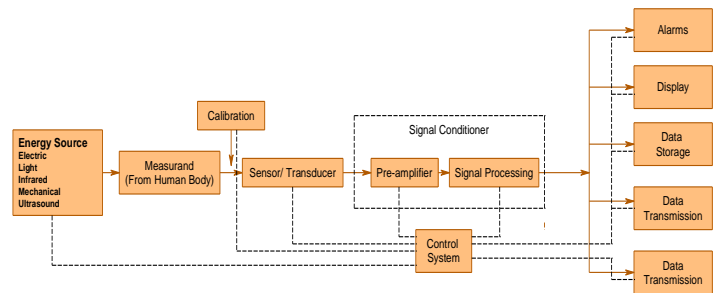 Energy Source
Electric
Light
Infrared
Mechanical
Ultrasound
Measurand
(From Human Body)
Calibration
Sensor/ Transducer
Signal Conditioner
Pre-amplifier
Signal Processing
Control
System
Alarms
Display
Data
Storage
Data
Transmission
Data
Transmission